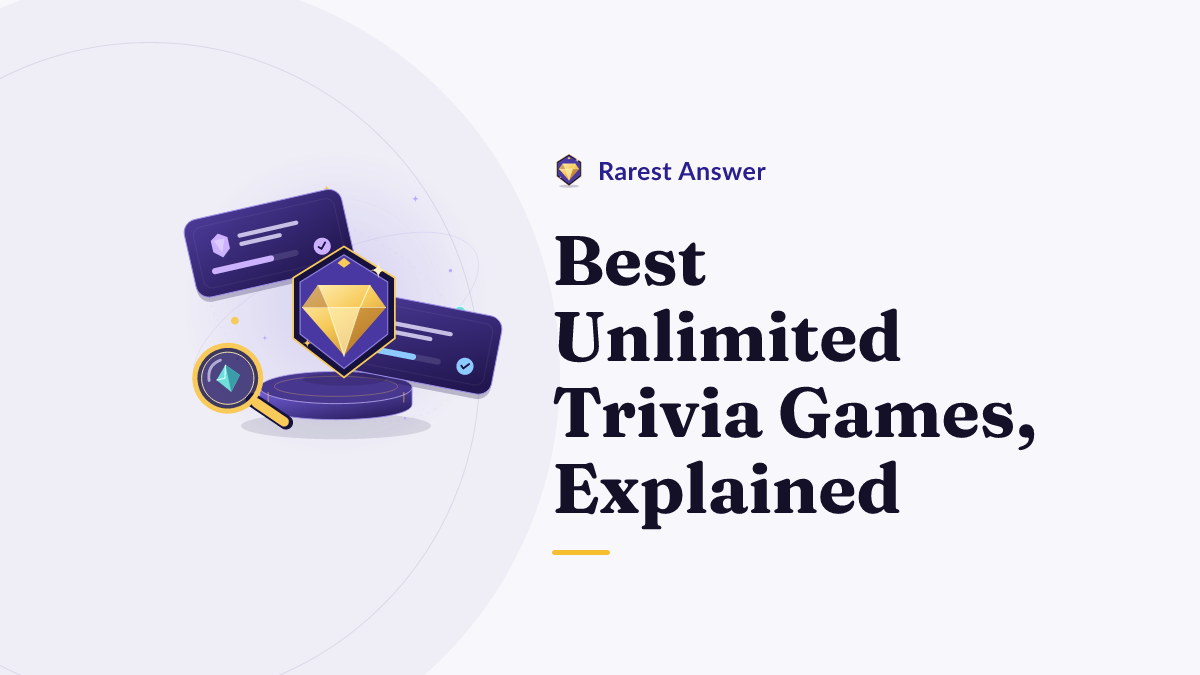 Rarest Answer
Best
Unlimited
Trivia Games,
Explained